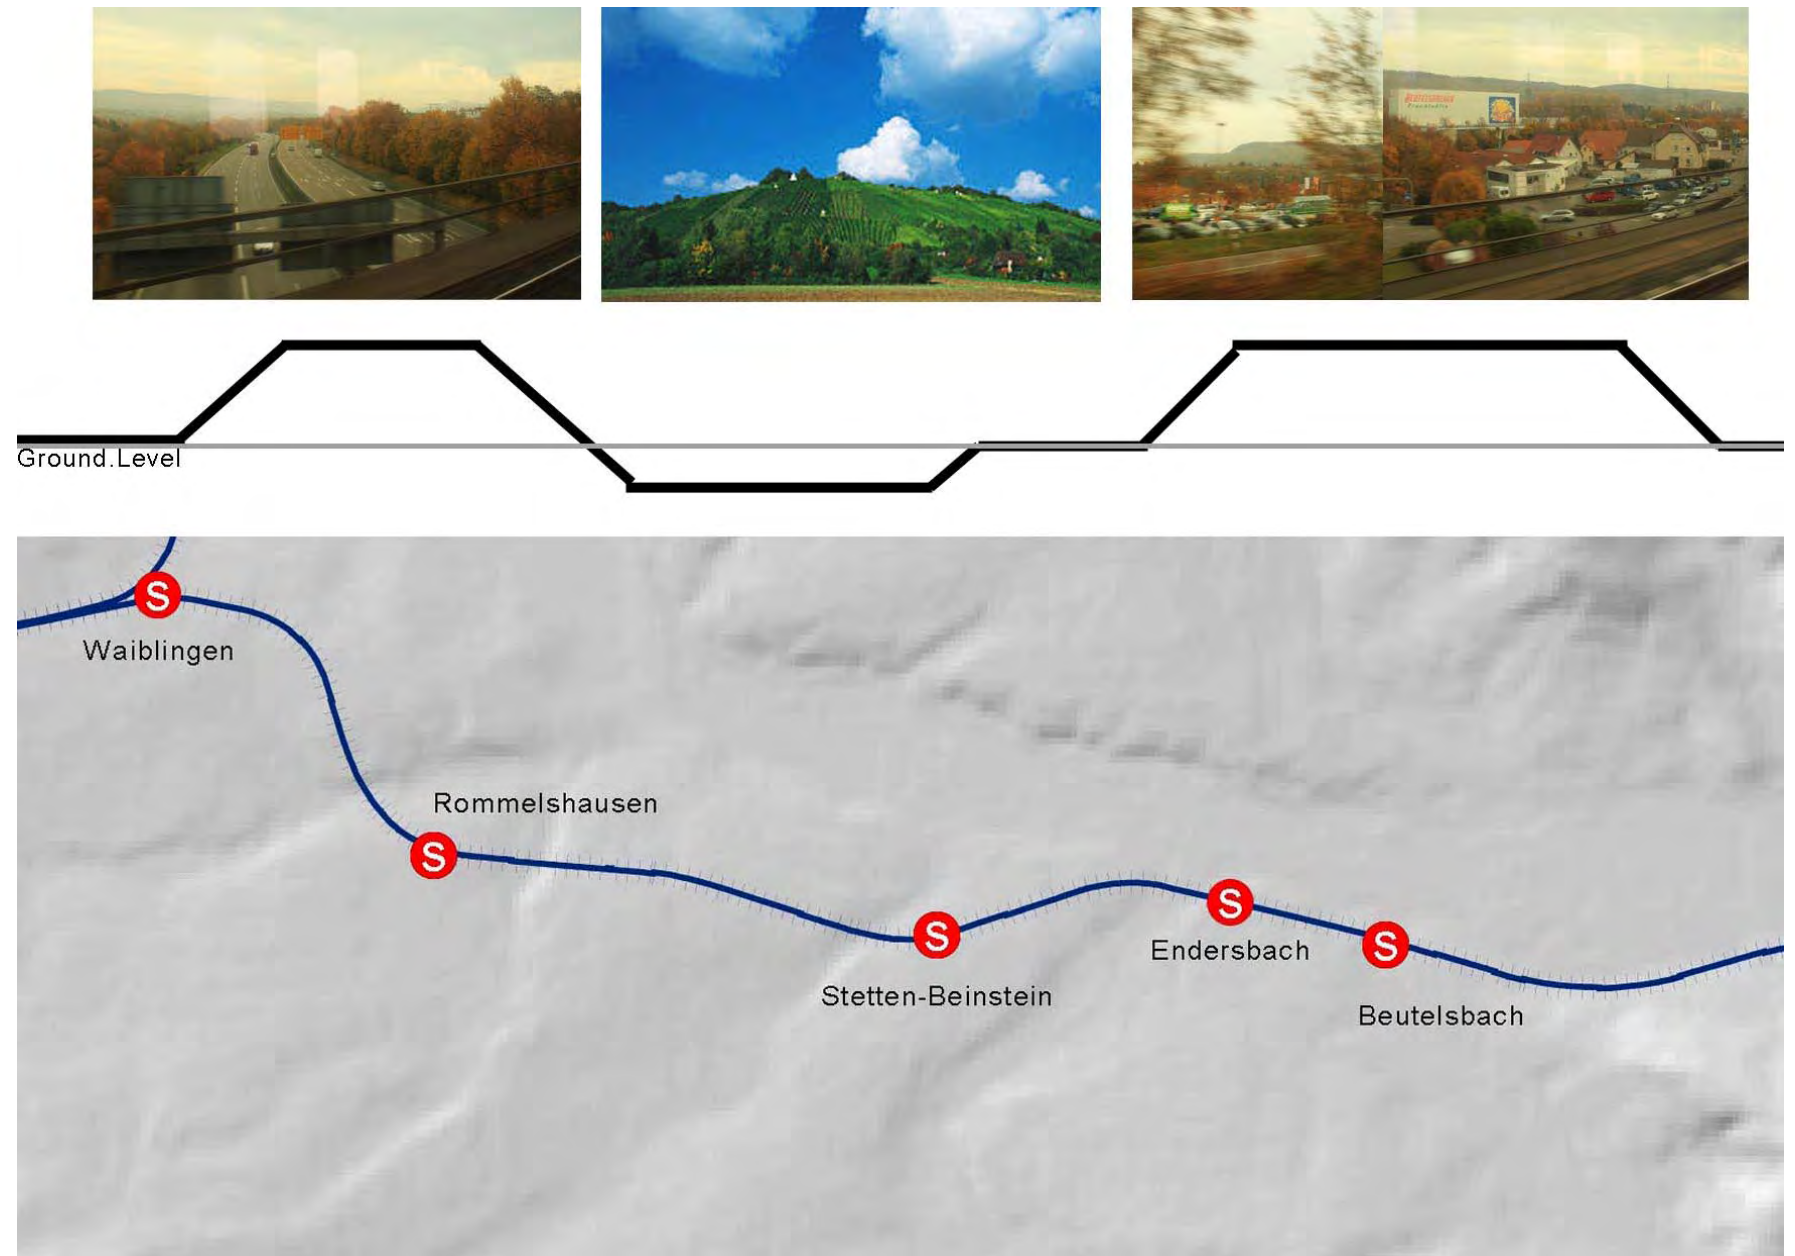 Ground.Level
S
Waiblingen
Rommelshausen
S
S
S
S
Endersbach
Stetten-Beinstein
Beutelsbach